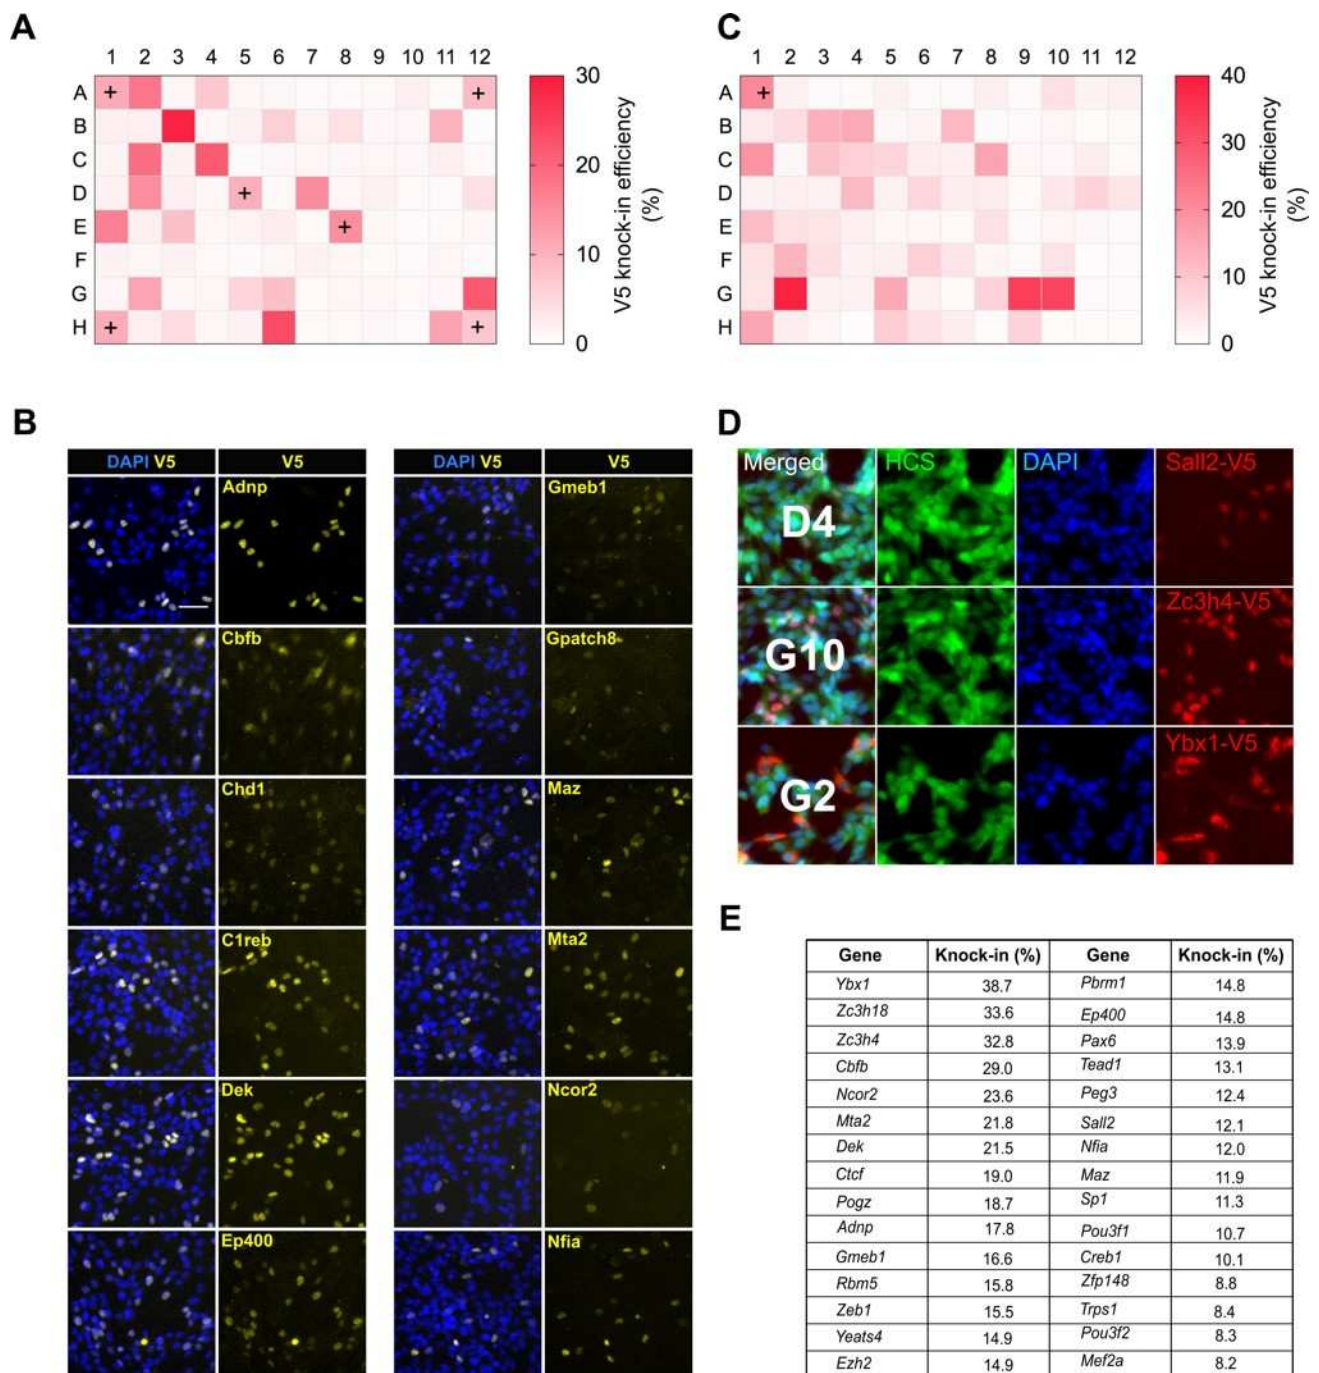 A
1 2 3 4 5 6 7 8 9 10 11 12
A + +
B
C
D +
E +
F
G
H + +
30
20
10
0
V5 knock-in efficiency
(%)
C
1 2 3 4 5 6 7 8 9 10 11 12
A +
B
C
D
E
F
G
H
40
30
20
10
0
V5 knock-in efficiency
(%)
B
DAPI V5 V5 DAPI V5 V5
Adnp Gmeb1
Cbfb Gpatch8
Chd1 Maz
C1reb Mta2
Dek Ncor2
Ep400 Nfia
D
Merged HCS DAPI Sall2-V5
D4
Zc3h4-V5
G10
Ybx1-V5
G2
E
Gene Knock-in (%) Gene Knock-in (%)
Ybx1 38.7 Pbrm1 14.8
Zc3h18 33.6 Ep400 14.8
Zc3h4 32.8 Pax6 13.9
Cbfb 29.0 Tead1 13.1
Ncor2 23.6 Peg3 12.4
Mta2 21.8 Sall2 12.1
Dek 21.5 Nfia 12.0
Ctcf 19.0 Maz 11.9
Pogz 18.7 Sp1 11.3
Adnp 17.8 Pou3f1 10.7
Gmeb1 16.6 Creb1 10.1
Rbm5 15.8 Zfp148 8.8
Zeb1 15.5 Trps1 8.4
Yeats4 14.9 Pou3f2 8.3
Ezh2 14.9 Mef2a 8.2